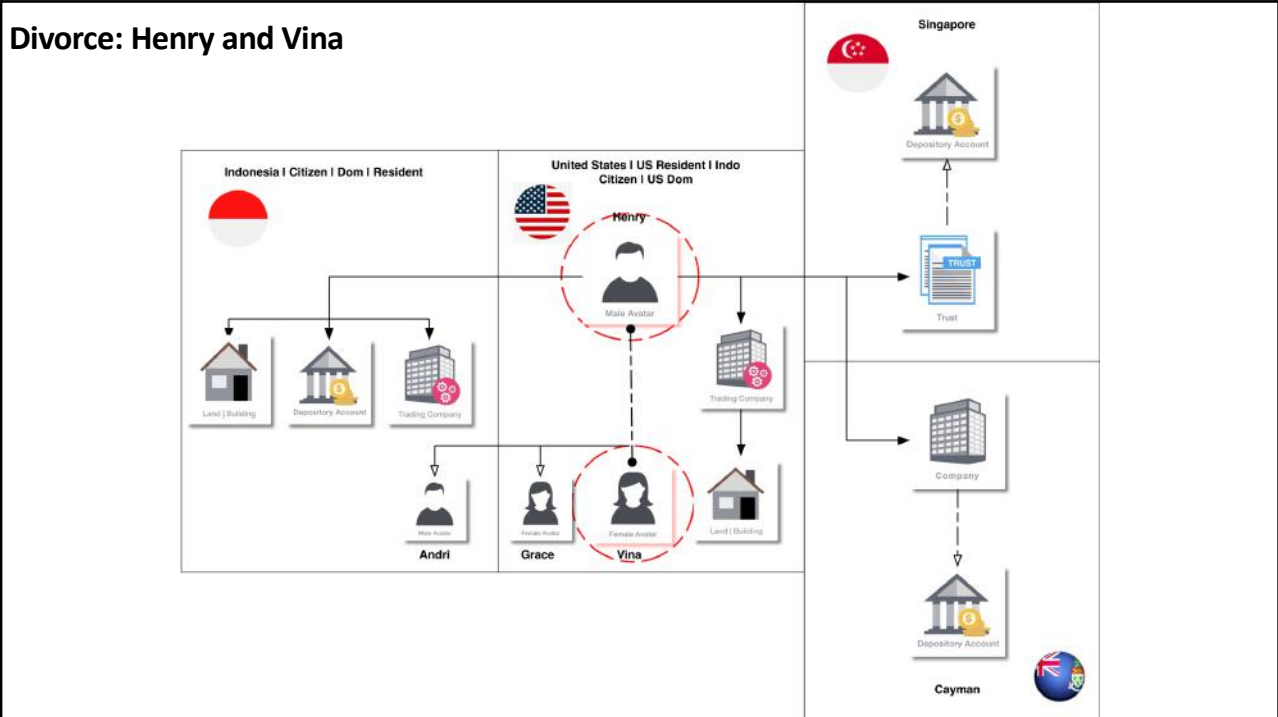 Divorce: Henry and Vina
Singapore
Depository Account
Indonesia I Citizen I Dom I Resident
United States I US Resident I Indo
Citizen I US Dom
Henry
TRUST
Male Avatar
Trust
Land | Building
Depository Account
Trading Company
Trading Company
Company
Male Avatar
Female Avatar
Female Avatar
Land | Building
Andri
Grace
Vina
Depository Account
Cayman